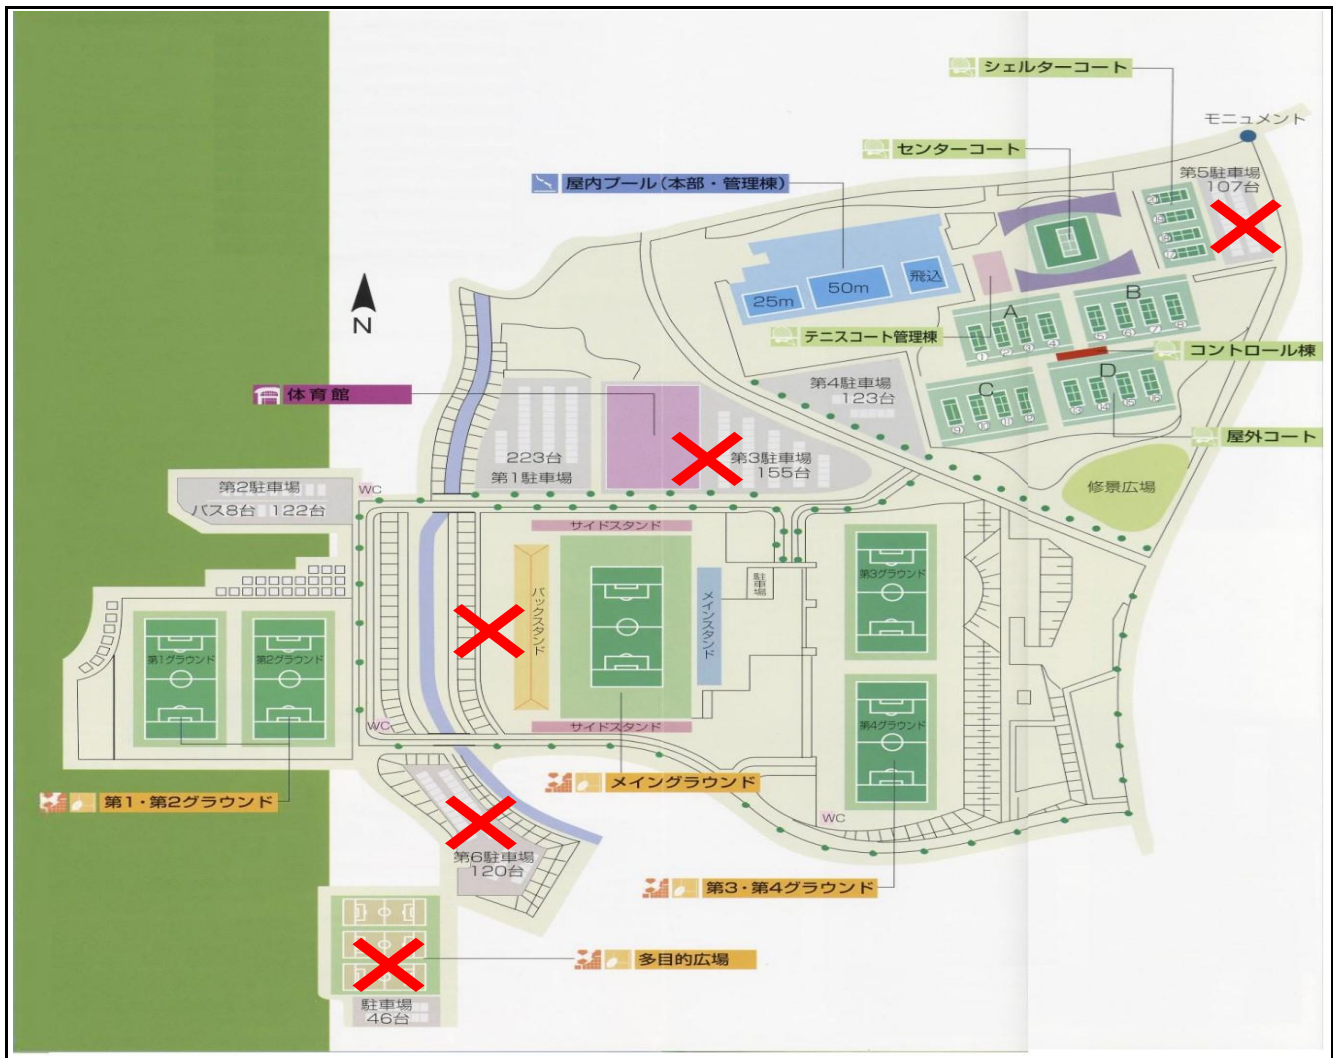 シェルターコート
モニュメント
センターコート
第5駐車場
107台
屋内プール(本部・管理棟)
飛込
50m
25m
A
B
N
テニスコート管理棟
コントロール棟
第4駐車場
123台
C
D
体育館
屋外コート
223台
第1駐車場
第3駐車場
155台
修景広場
第2駐車場
バス8台 122台
WC
サイドスタンド
バックスタンド
メインスタンド
駐車場
第3グラウンド
第1グラウンド
第2グラウンド
第4グラウンド
WC
サイドスタンド
メイングラウンド
第1・第2グラウンド
WC
第6駐車場
120台
第3・第4グラウンド
多目的広場
駐車場
46台